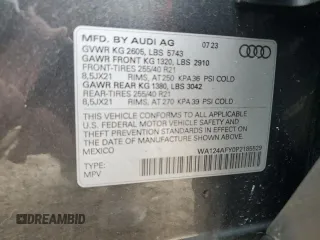 MFD. BY AUDI AG 07 23
GVWR KG 2605, LBS 5743
GAWR FRONT KG 1320, LBS 2910
FRONT-TIRES 255/40 R21
8,5JX21 RIMS, AT 250 KPA 36 PSI COLD
GAWR REAR KG 1380, LBS 3042
REAR-TIRES 255/40 R21
8,5JX21 RIMS, AT 270 KPA 39 PSI COLD
THIS VEHICLE CONFORMS TO ALL APPLICABLE
U.S. FEDERAL MOTOR VEHICLE SAFETY AND
THEFT PREVENTION STANDARDS IN EFFECT ON
THE DATE OF MANUFACTURE SHOWN ABOVE.
MEXICO
TYPE:
MPV
DREAMBID
.COM